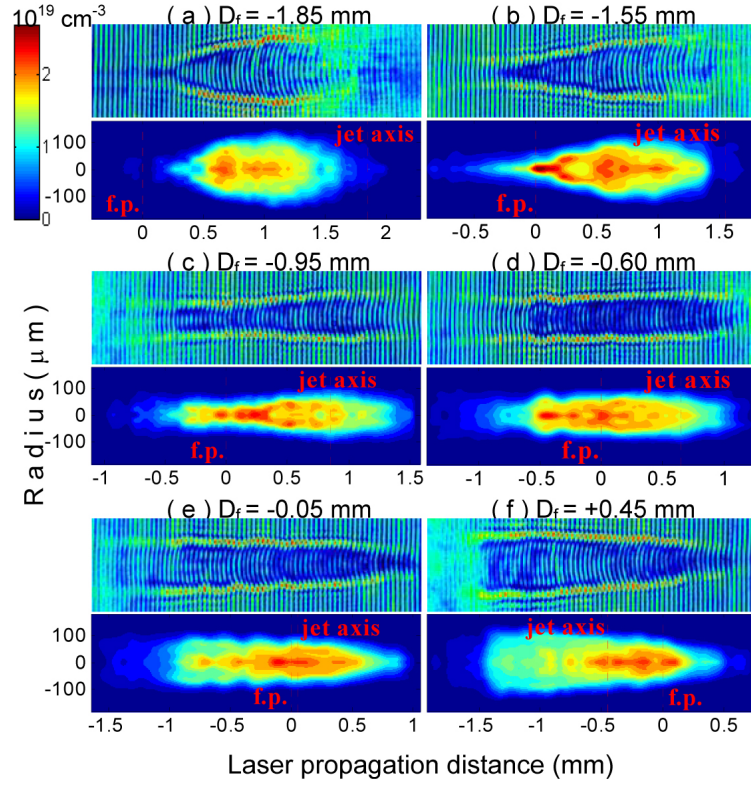 10^19 cm^-3
2
1
0
( a ) D_f = -1.85 mm
( b ) D_f = -1.55 mm
100
0
-100
jet axis
f.p.
jet axis
f.p.
0 0.5 1 1.5 2
-0.5 0 0.5 1 1.5
( c ) D_f = -0.95 mm
( d ) D_f = -0.60 mm
100
0
-100
jet axis
f.p.
jet axis
f.p.
-1 -0.5 0 0.5 1 1.5
-1 -0.5 0 0.5 1
( e ) D_f = -0.05 mm
( f ) D_f = +0.45 mm
100
0
-100
jet axis
f.p.
jet axis
f.p.
-1.5 -1 -0.5 0 0.5 1
-1.5 -1 -0.5 0 0.5
Radius (μm)
Laser propagation distance (mm)